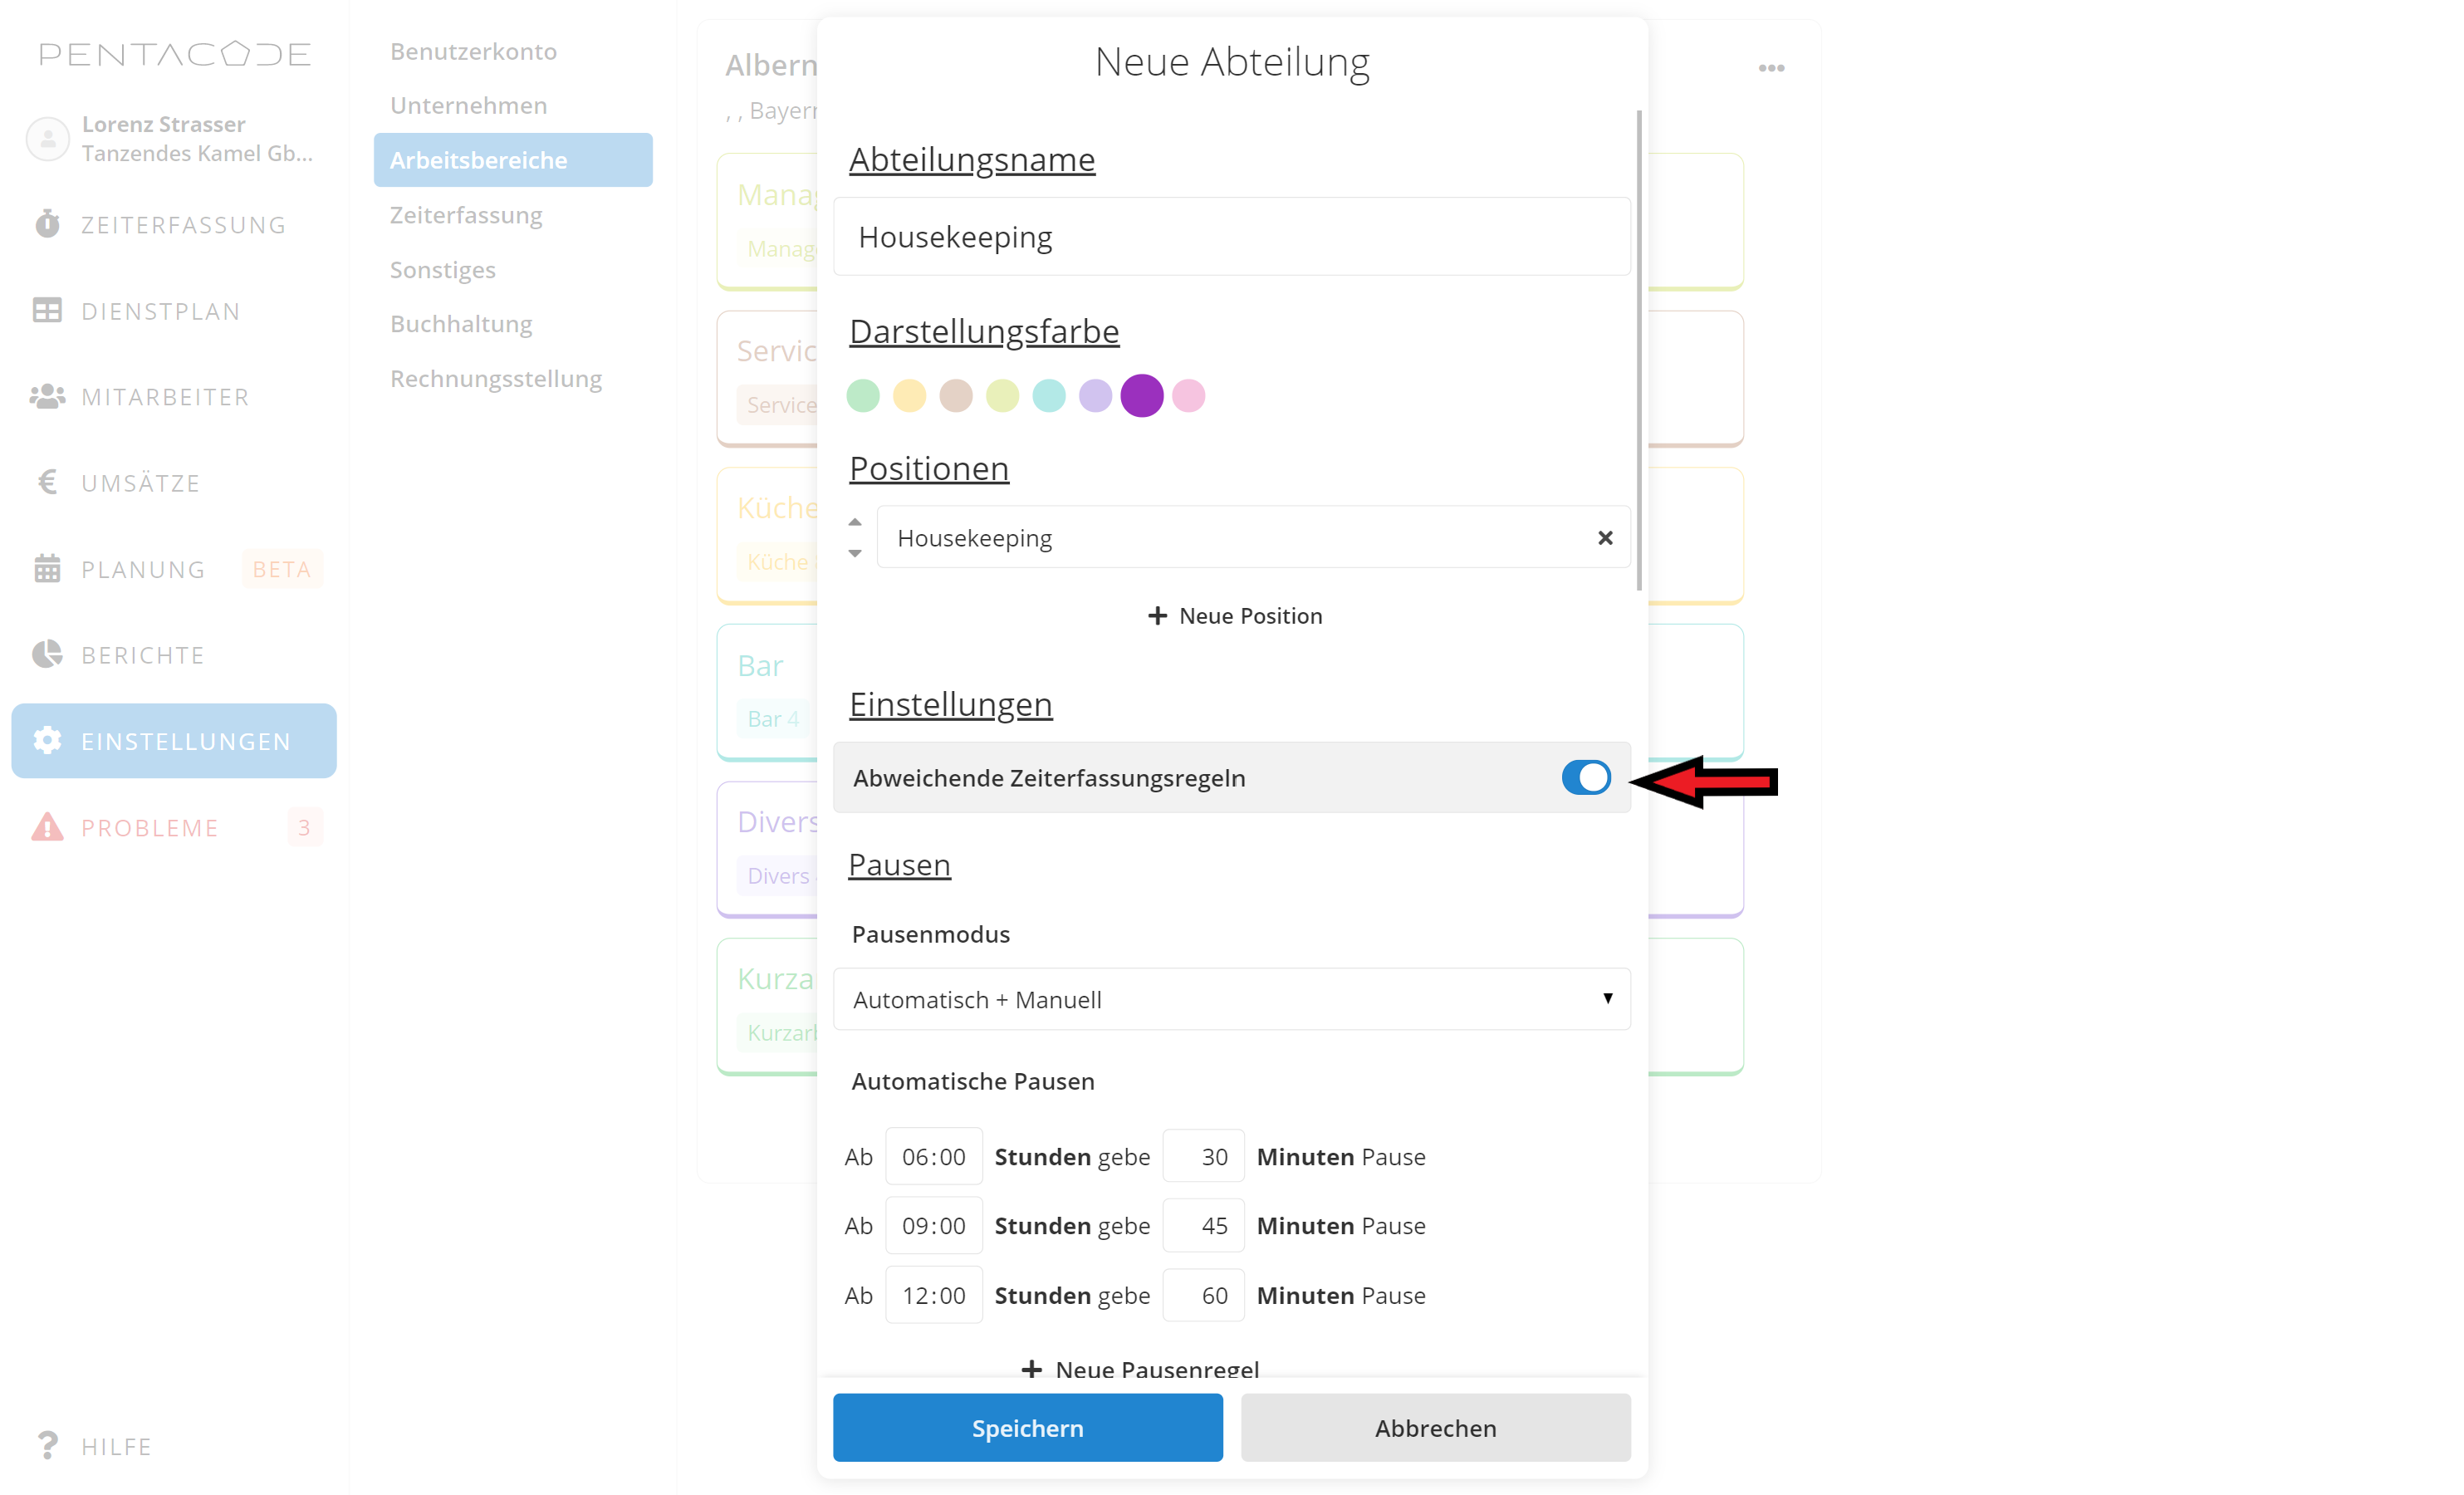 PENTACODE
Lorenz Strasser
Tanzendes Kamel Gb...
ZEITERFASSUNG
DIENSTPLAN
MITARBEITER
UMSÄTZE
PLANUNG BETA
BERICHTE
EINSTELLUNGEN
PROBLEME 3
HILFE
Benutzerkonto
Unternehmen
Arbeitsbereiche
Zeiterfassung
Sonstiges
Buchhaltung
Rechnungsstellung
Albern
, , Bayern
Manag
Manage
Servic
Service
Küche
Küche
Bar
Bar 4
Divers
Divers
Kurza
Kurzarb
Neue Abteilung
Abteilungsname
Housekeeping
Darstellungsfarbe
Positionen
Housekeeping
Neue Position
Einstellungen
Abweichende Zeiterfassungsregeln
Pausen
Pausenmodus
Automatisch + Manuell
Automatische Pausen
Ab 06:00 Stunden gebe 30 Minuten Pause
Ab 09:00 Stunden gebe 45 Minuten Pause
Ab 12:00 Stunden gebe 60 Minuten Pause
Neue Pausenregel
Speichern
Abbrechen